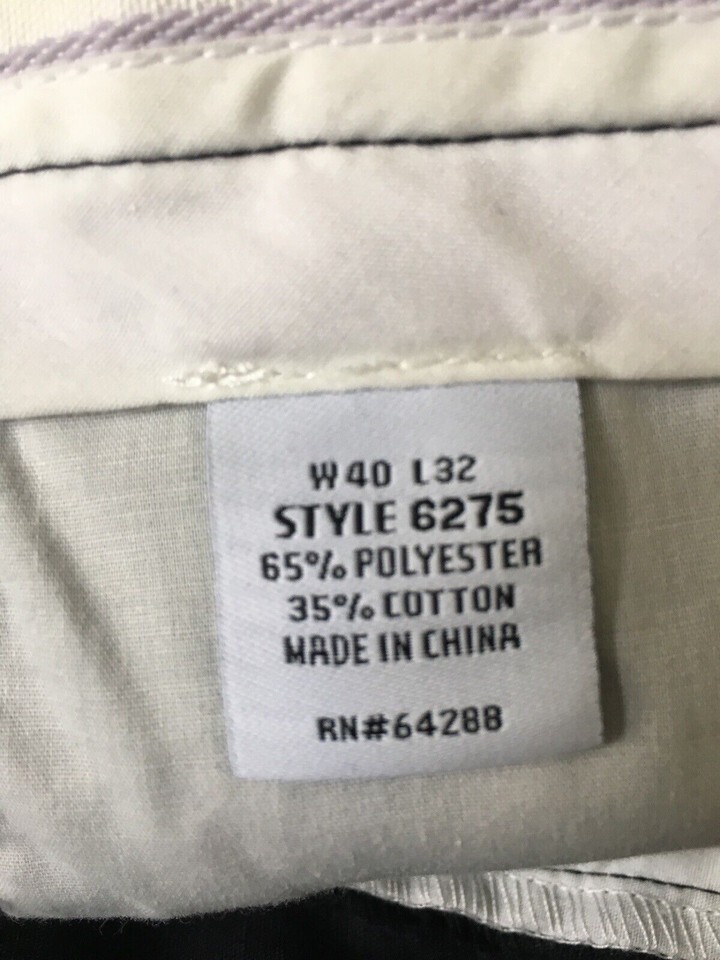 W40 L32
STYLE 6275
65% POLYESTER
35% COTTON
MADE IN CHINA
RN#64288